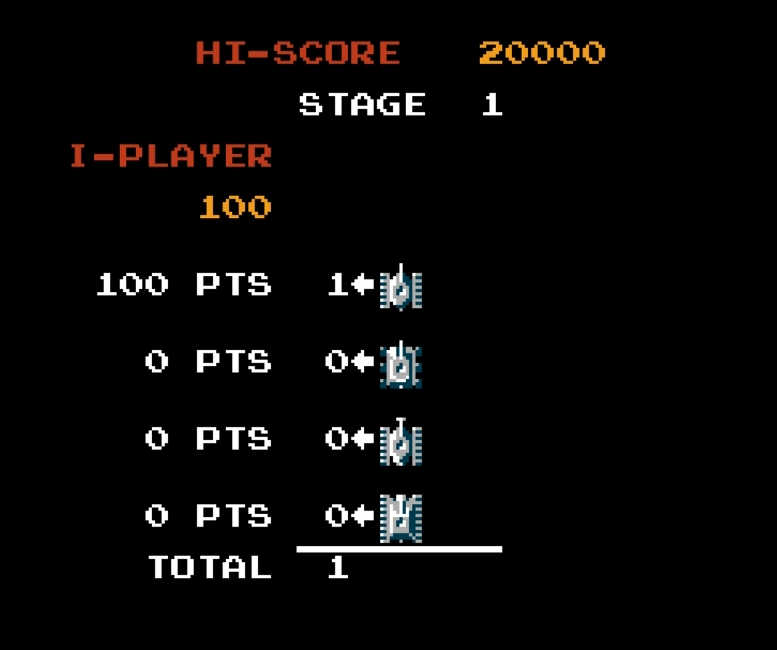 HI-SCORE 20000
STAGE 1
I-PLAYER
100
100 PTS 1
0 PTS 0
0 PTS 0
0 PTS 0
TOTAL 1